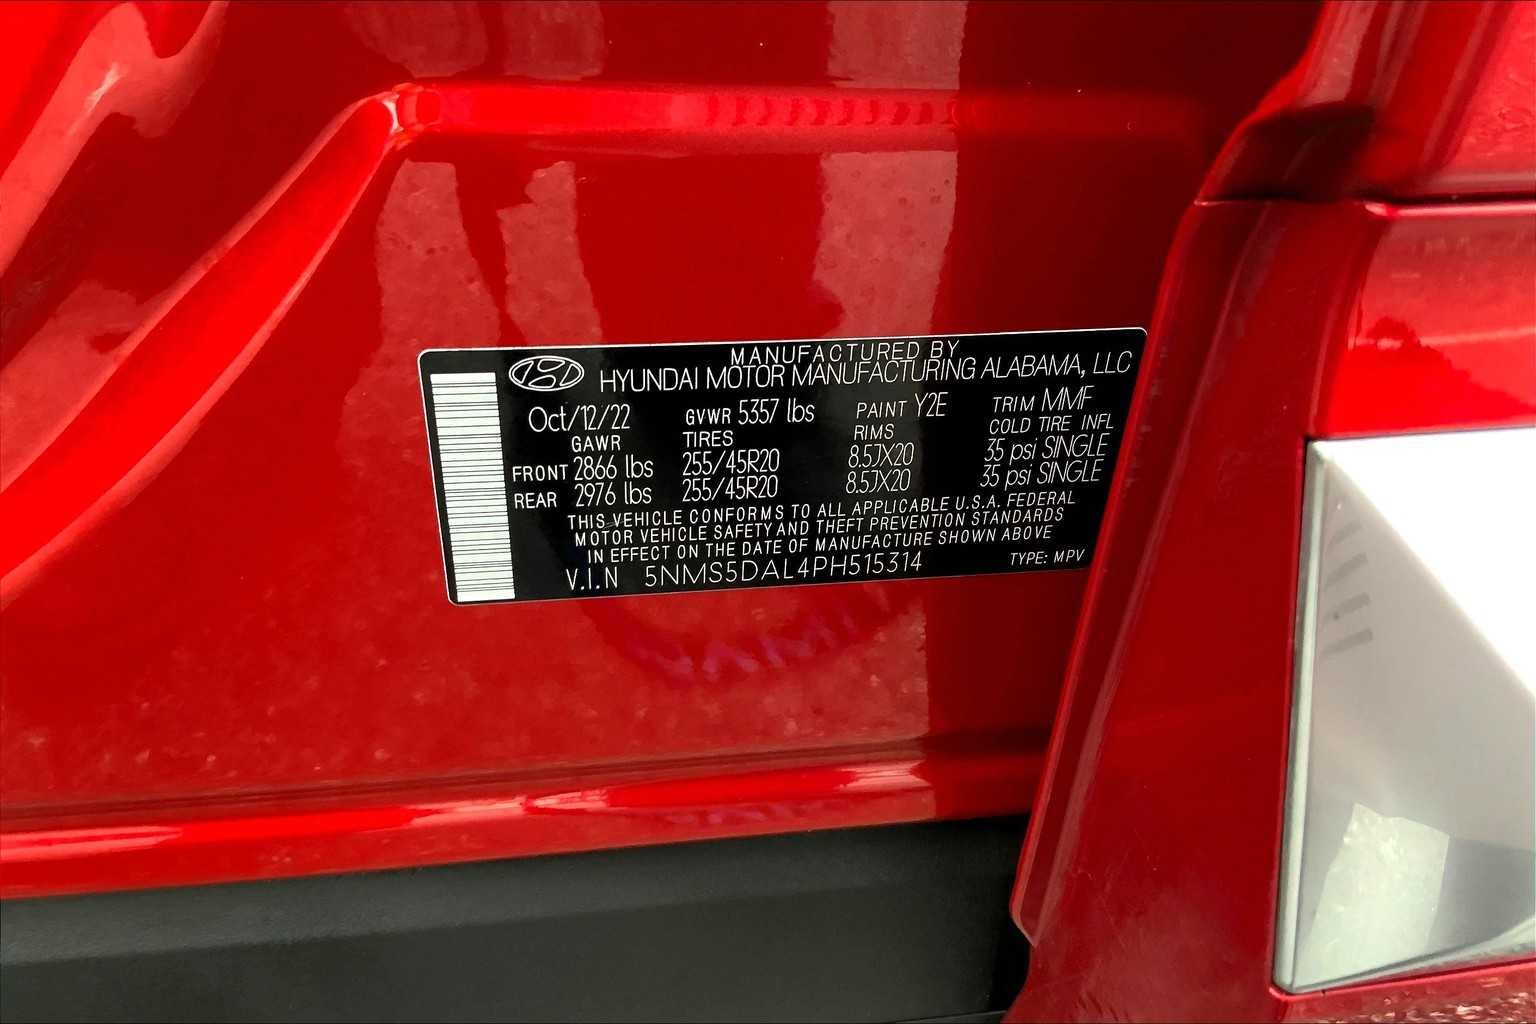 MANUFACTURED BY
HYUNDAI MOTOR MANUFACTURING ALABAMA, LLC
Oct/12/22 GVWR 5357 lbs PAINT Y2E TRIM MMF
GAWR TIRES RIMS COLD TIRE INFL
FRONT 2866 lbs 255/45R20 8.5JX20 35 psi SINGLE
REAR 2976 lbs 255/45R20 8.5JX20 35 psi SINGLE
THIS VEHICLE CONFORMS TO ALL APPLICABLE U.S.A. FEDERAL
MOTOR VEHICLE SAFETY AND THEFT PREVENTION STANDARDS
IN EFFECT ON THE DATE OF MANUFACTURE SHOWN ABOVE
V.I.N 5NMS5DAL4PH515314 TYPE: MPV